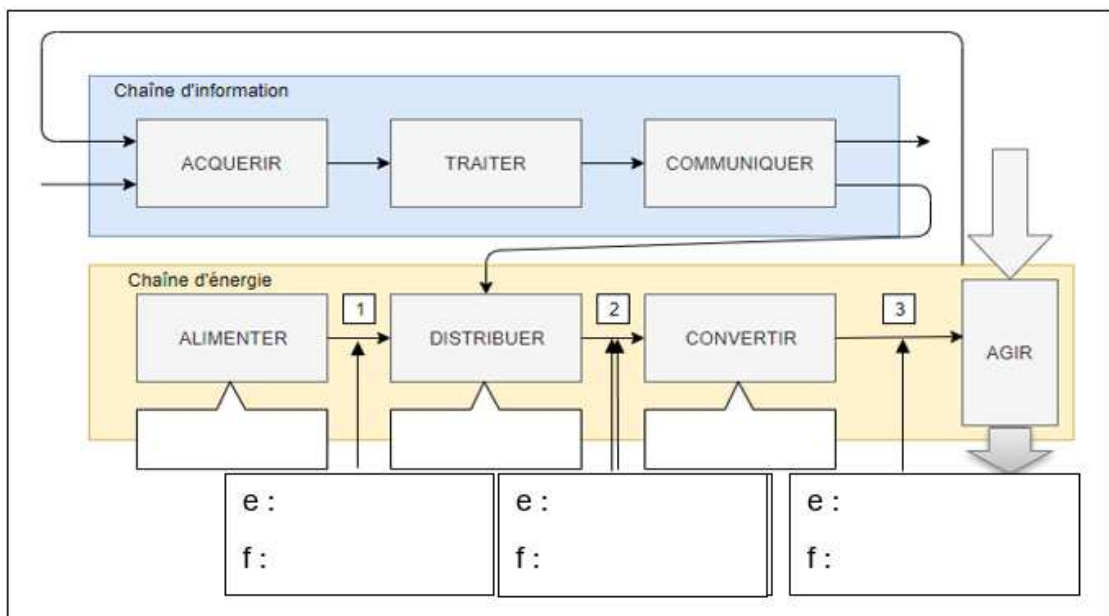 Chaîne d'information
ACQUERIR
TRAITER
COMMUNIQUER
Chaîne d'énergie
1
2
3
ALIMENTER
DISTRIBUER
CONVERTIR
AGIR
e :
f :
e :
f :
e :
f :